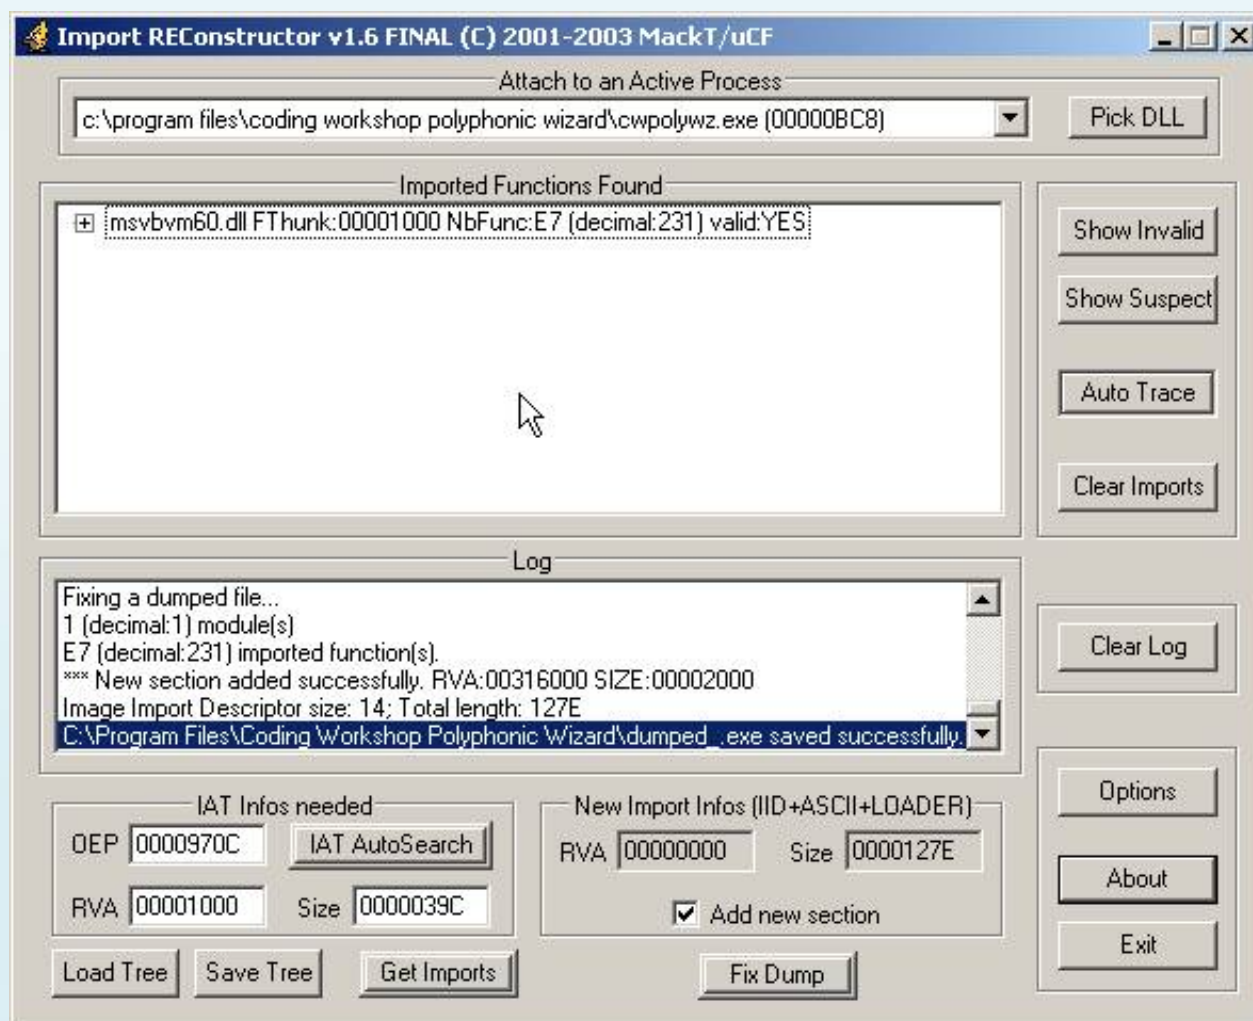 Import REConstructor v1.6 FINAL (C) 2001-2003 MackT/uCF
Attach to an Active Process
c:\program files\coding workshop polyphonic wizard\cwpolywz.exe (00000BC8)
Pick DLL
Imported Functions Found
msvbvm60.dll FThunk:00001000 NbFunc:E7 (decimal:231) valid:YES
Show Invalid
Show Suspect
Auto Trace
Clear Imports
Log
Fixing a dumped file...
1 (decimal:1) module(s)
E7 (decimal:231) imported function(s).
*** New section added successfully. RVA:00316000 SIZE:00002000
Image Import Descriptor size: 14; Total length: 127E
C:\Program Files\Coding Workshop Polyphonic Wizard\dumped_.exe saved successfully.
Clear Log
IAT Infos needed
OEP 0000970C IAT AutoSearch
RVA 00001000 Size 0000039C
New Import Infos (IID+ASCII+LOADER)
RVA 00000000 Size 0000127E
Add new section
Options
About
Exit
Load Tree Save Tree Get Imports Fix Dump